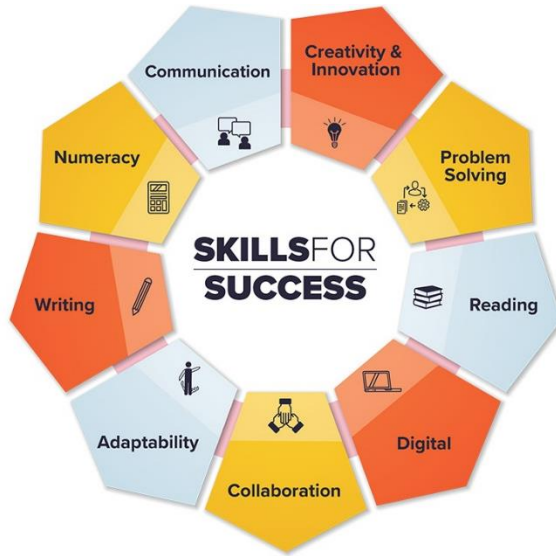 Communication
Creativity &
Innovation
Numeracy
Problem
Solving
SKILLSFOR
SUCCESS
Writing
Reading
Adaptability
Digital
Collaboration